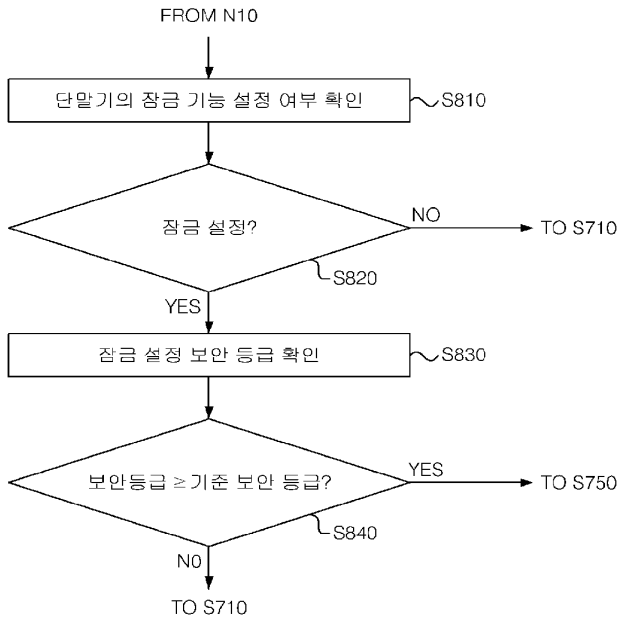 FROM N10
단말기의 잠금 기능 설정 여부 확인
S810
잠금 설정?
NO
TO S710
S820
YES
잠금 설정 보안 등급 확인
S830
보안등급 ≥ 기준 보안 등급?
YES
TO S750
S840
N0
TO S710